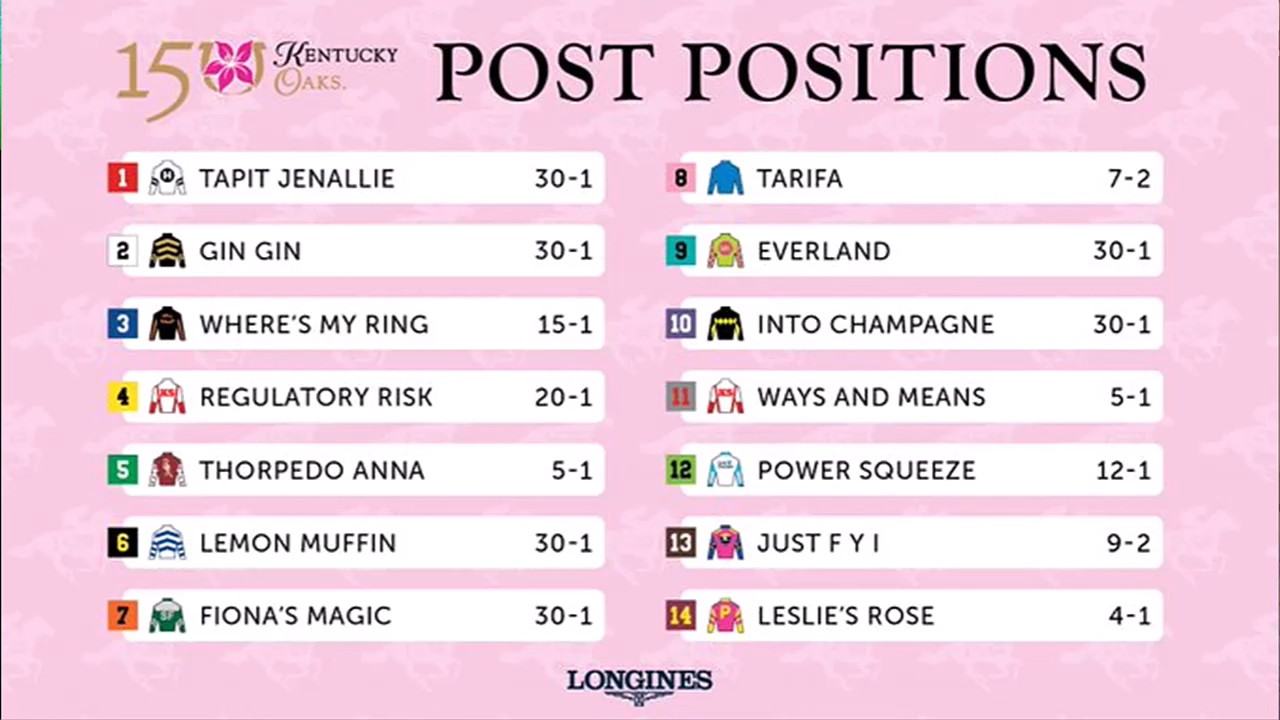 150 KENTUCKY OAKS. POST POSITIONS
1 TAPIT JENALLIE 30-1
2 GIN GIN 30-1
3 WHERE'S MY RING 15-1
4 REGULATORY RISK 20-1
5 THORPEDO ANNA 5-1
6 LEMON MUFFIN 30-1
7 FIONA'S MAGIC 30-1
8 TARIFA 7-2
9 EVERLAND 30-1
10 INTO CHAMPAGNE 30-1
11 WAYS AND MEANS 5-1
12 POWER SQUEEZE 12-1
13 JUST F Y I 9-2
14 LESLIE'S ROSE 4-1
LONGINES